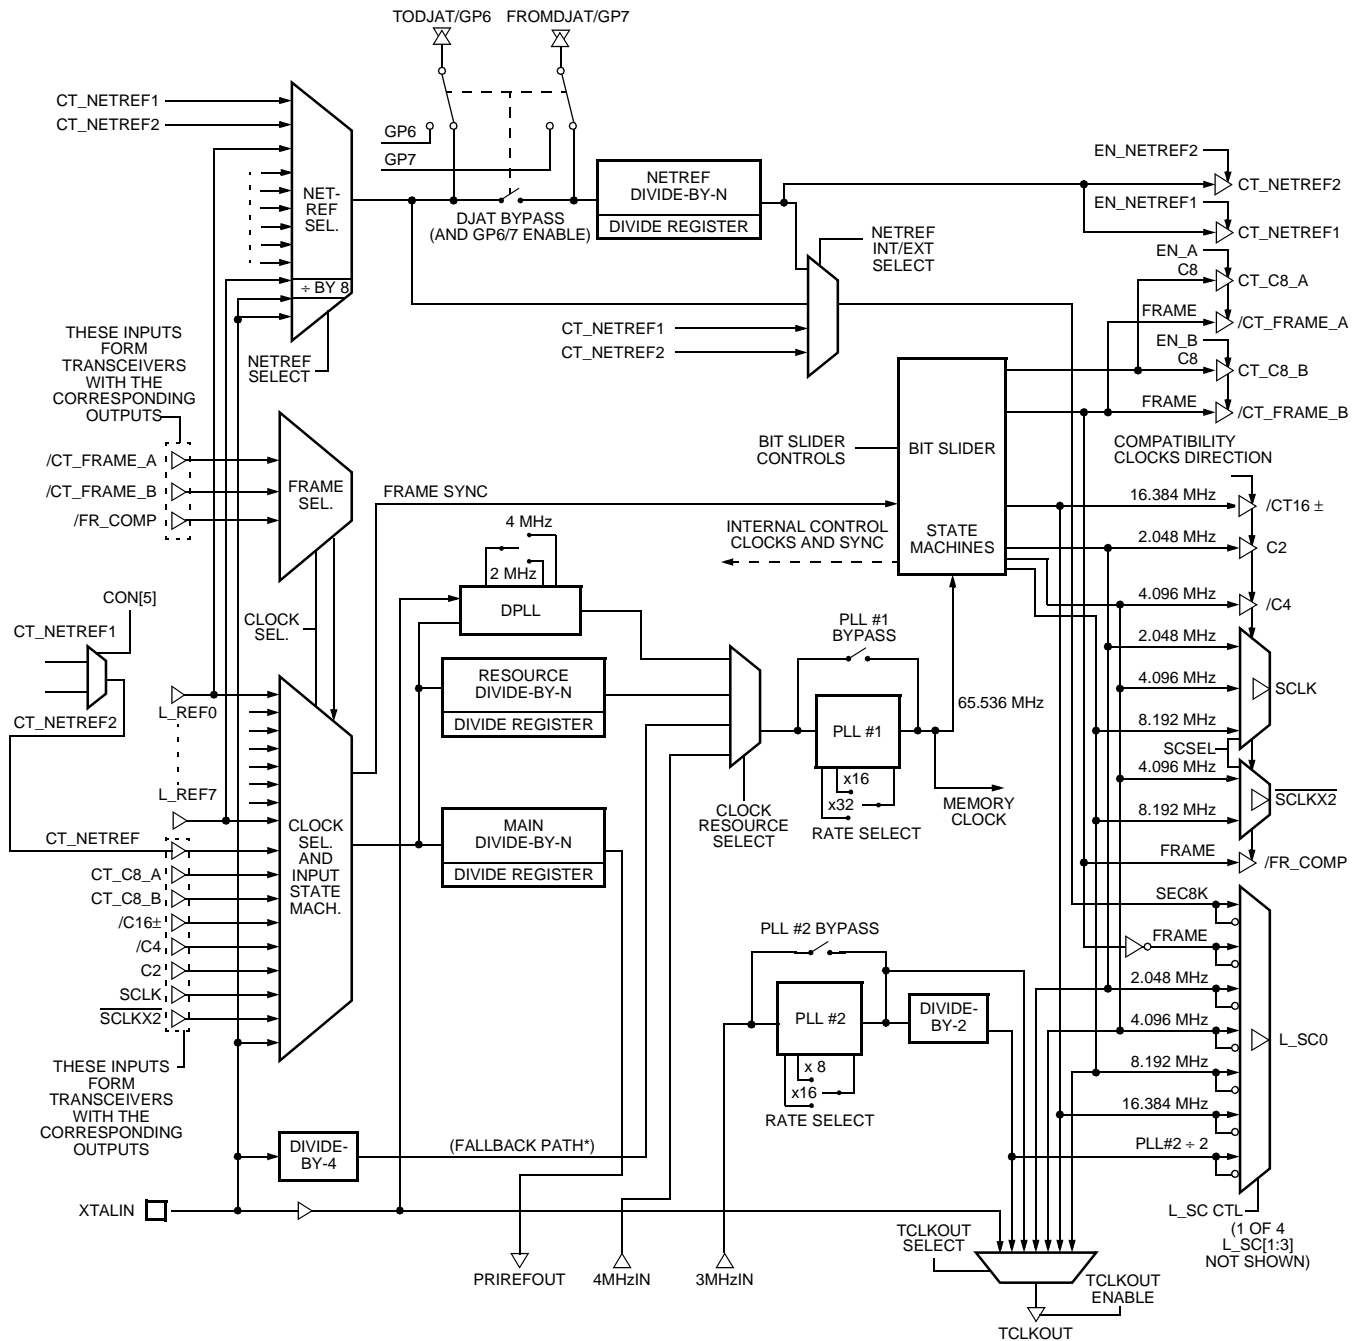 TODJAT/GP6
FROMDJAT/GP7
CT_NETREF1
CT_NETREF2
GP6
GP7
NET-
REF
SEL.
÷ BY 8
DJAT BYPASS
(AND GP6/7 ENABLE)
NETREF
DIVIDE-BY-N
DIVIDE REGISTER
NETREF
INT/EXT
SELECT
EN_NETREF2
CT_NETREF2
EN_NETREF1
CT_NETREF1
EN_A
C8
CT_C8_A
FRAME
/CT_FRAME_A
EN_B
C8
CT_C8_B
FRAME
/CT_FRAME_B
CT_NETREF1
CT_NETREF2
THESE INPUTS
FORM
TRANSCEIVERS
WITH THE
CORRESPONDING
OUTPUTS
NETREF
SELECT
/CT_FRAME_A
/CT_FRAME_B
/FR_COMP
FRAME
SEL.
FRAME SYNC
BIT SLIDER
CONTROLS
BIT SLIDER
STATE
MACHINES
INTERNAL CONTROL
CLOCKS AND SYNC
COMPATIBILITY
CLOCKS DIRECTION
16.384 MHz
/CT16 ±
2.048 MHz
C2
4.096 MHz
/C4
2.048 MHz
4.096 MHz
SCLK
8.192 MHz
SCSEL
4.096 MHz
SCLKX2
8.192 MHz
FRAME
/FR_COMP
4 MHz
2 MHz
DPLL
CLOCK
SEL.
CON[5]
CT_NETREF1
CT_NETREF2
L_REF0
L_REF7
CT_NETREF
CT_C8_A
CT_C8_B
/C16±
/C4
C2
SCLK
SCLKX2
CLOCK
SEL.
AND
INPUT
STATE
MACH.
RESOURCE
DIVIDE-BY-N
DIVIDE REGISTER
MAIN
DIVIDE-BY-N
DIVIDE REGISTER
PLL #1
BYPASS
PLL #1
65.536 MHz
x16
x32
RATE SELECT
MEMORY
CLOCK
CLOCK
RESOURCE
SELECT
PLL #2 BYPASS
PLL #2
DIVIDE-
BY-2
x 8
x16
RATE SELECT
SEC8K
FRAME
2.048 MHz
4.096 MHz
L_SC0
8.192 MHz
16.384 MHz
PLL#2 ÷ 2
L_SC CTL
(1 OF 4
L_SC[1:3]
NOT SHOWN)
THESE INPUTS
FORM
TRANSCEIVERS
WITH THE
CORRESPONDING
OUTPUTS
DIVIDE-
BY-4
(FALLBACK PATH*)
XTALIN
PRIREFOUT
4MHzIN
3MHzIN
TCLKOUT
SELECT
TCLKOUT
ENABLE
TCLKOUT